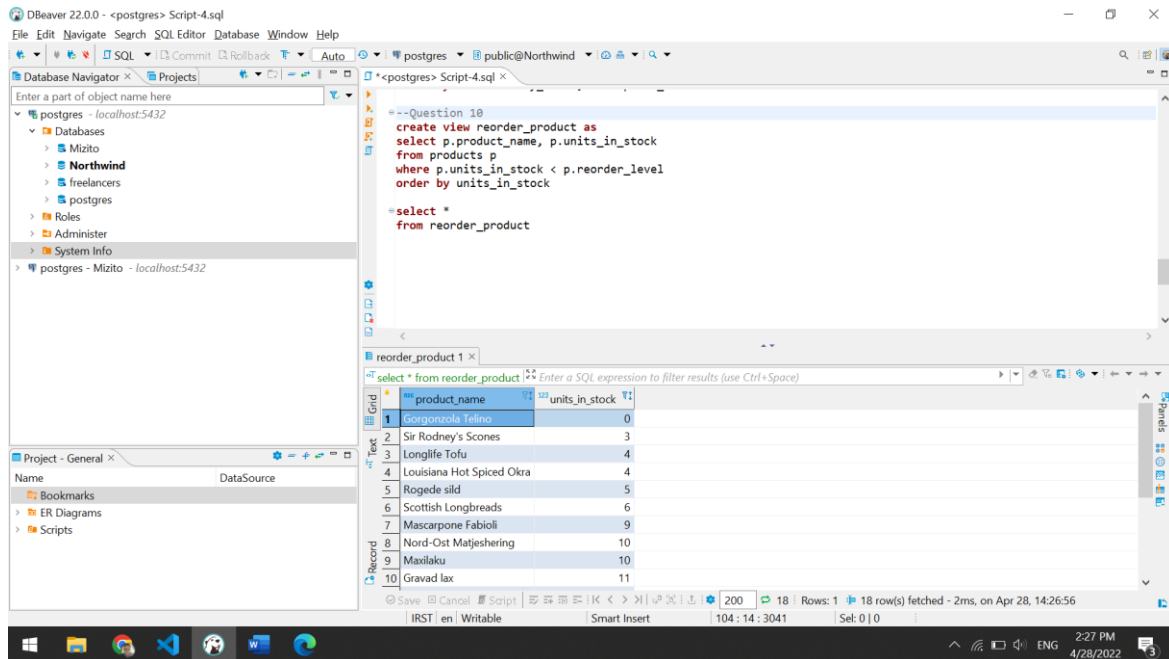 DBeaver 22.0.0 - <postgres> Script-4.sql
File Edit Navigate Search SQL Editor Database Window Help
SQL Commit Rollback Auto postgres public@Northwind
Database Navigator Projects
Enter a part of object name here
postgres - localhost:5432
Databases
Mizito
Northwind
freelancers
postgres
Roles
Administer
System Info
postgres - Mizito - localhost:5432
Project - General
Name DataSource
Bookmarks
ER Diagrams
Scripts
*<postgres> Script-4.sql
--Question 10
create view reorder_product as
select p.product_name, p.units_in_stock
from products p
where p.units_in_stock < p.reorder_level
order by units_in_stock
select *
from reorder_product
reorder_product 1
select * from reorder_product Enter a SQL expression to filter results (use Ctrl+Space)
Grid
Text
Record
Panels
product_name units_in_stock
1 Gorgonzola Telino 0
2 Sir Rodney's Scones 3
3 Longlife Tofu 4
4 Louisiana Hot Spiced Okra 4
5 Rogede sild 5
6 Scottish Longbreads 6
7 Mascarpone Fabioli 9
8 Nord-Ost Matjeshering 10
9 Maxilaku 10
10 Gravad lax 11
Save Cancel Script 200 18 Rows: 1 18 row(s) fetched - 2ms, on Apr 28, 14:26:56
IRST en Writable Smart Insert 104 : 14 : 3041 Sel: 0 | 0
ENG
2:27 PM
4/28/2022
3